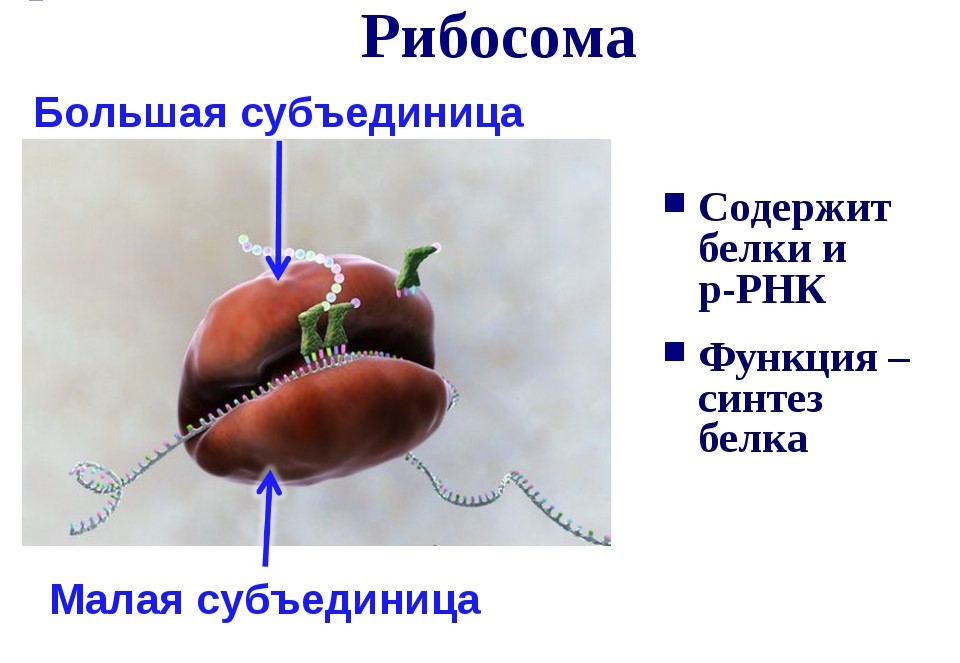 Рибосома
Большая субъединица
Содержит
белки и
р-РНК
Функция –
синтез
белка
Малая субъединица